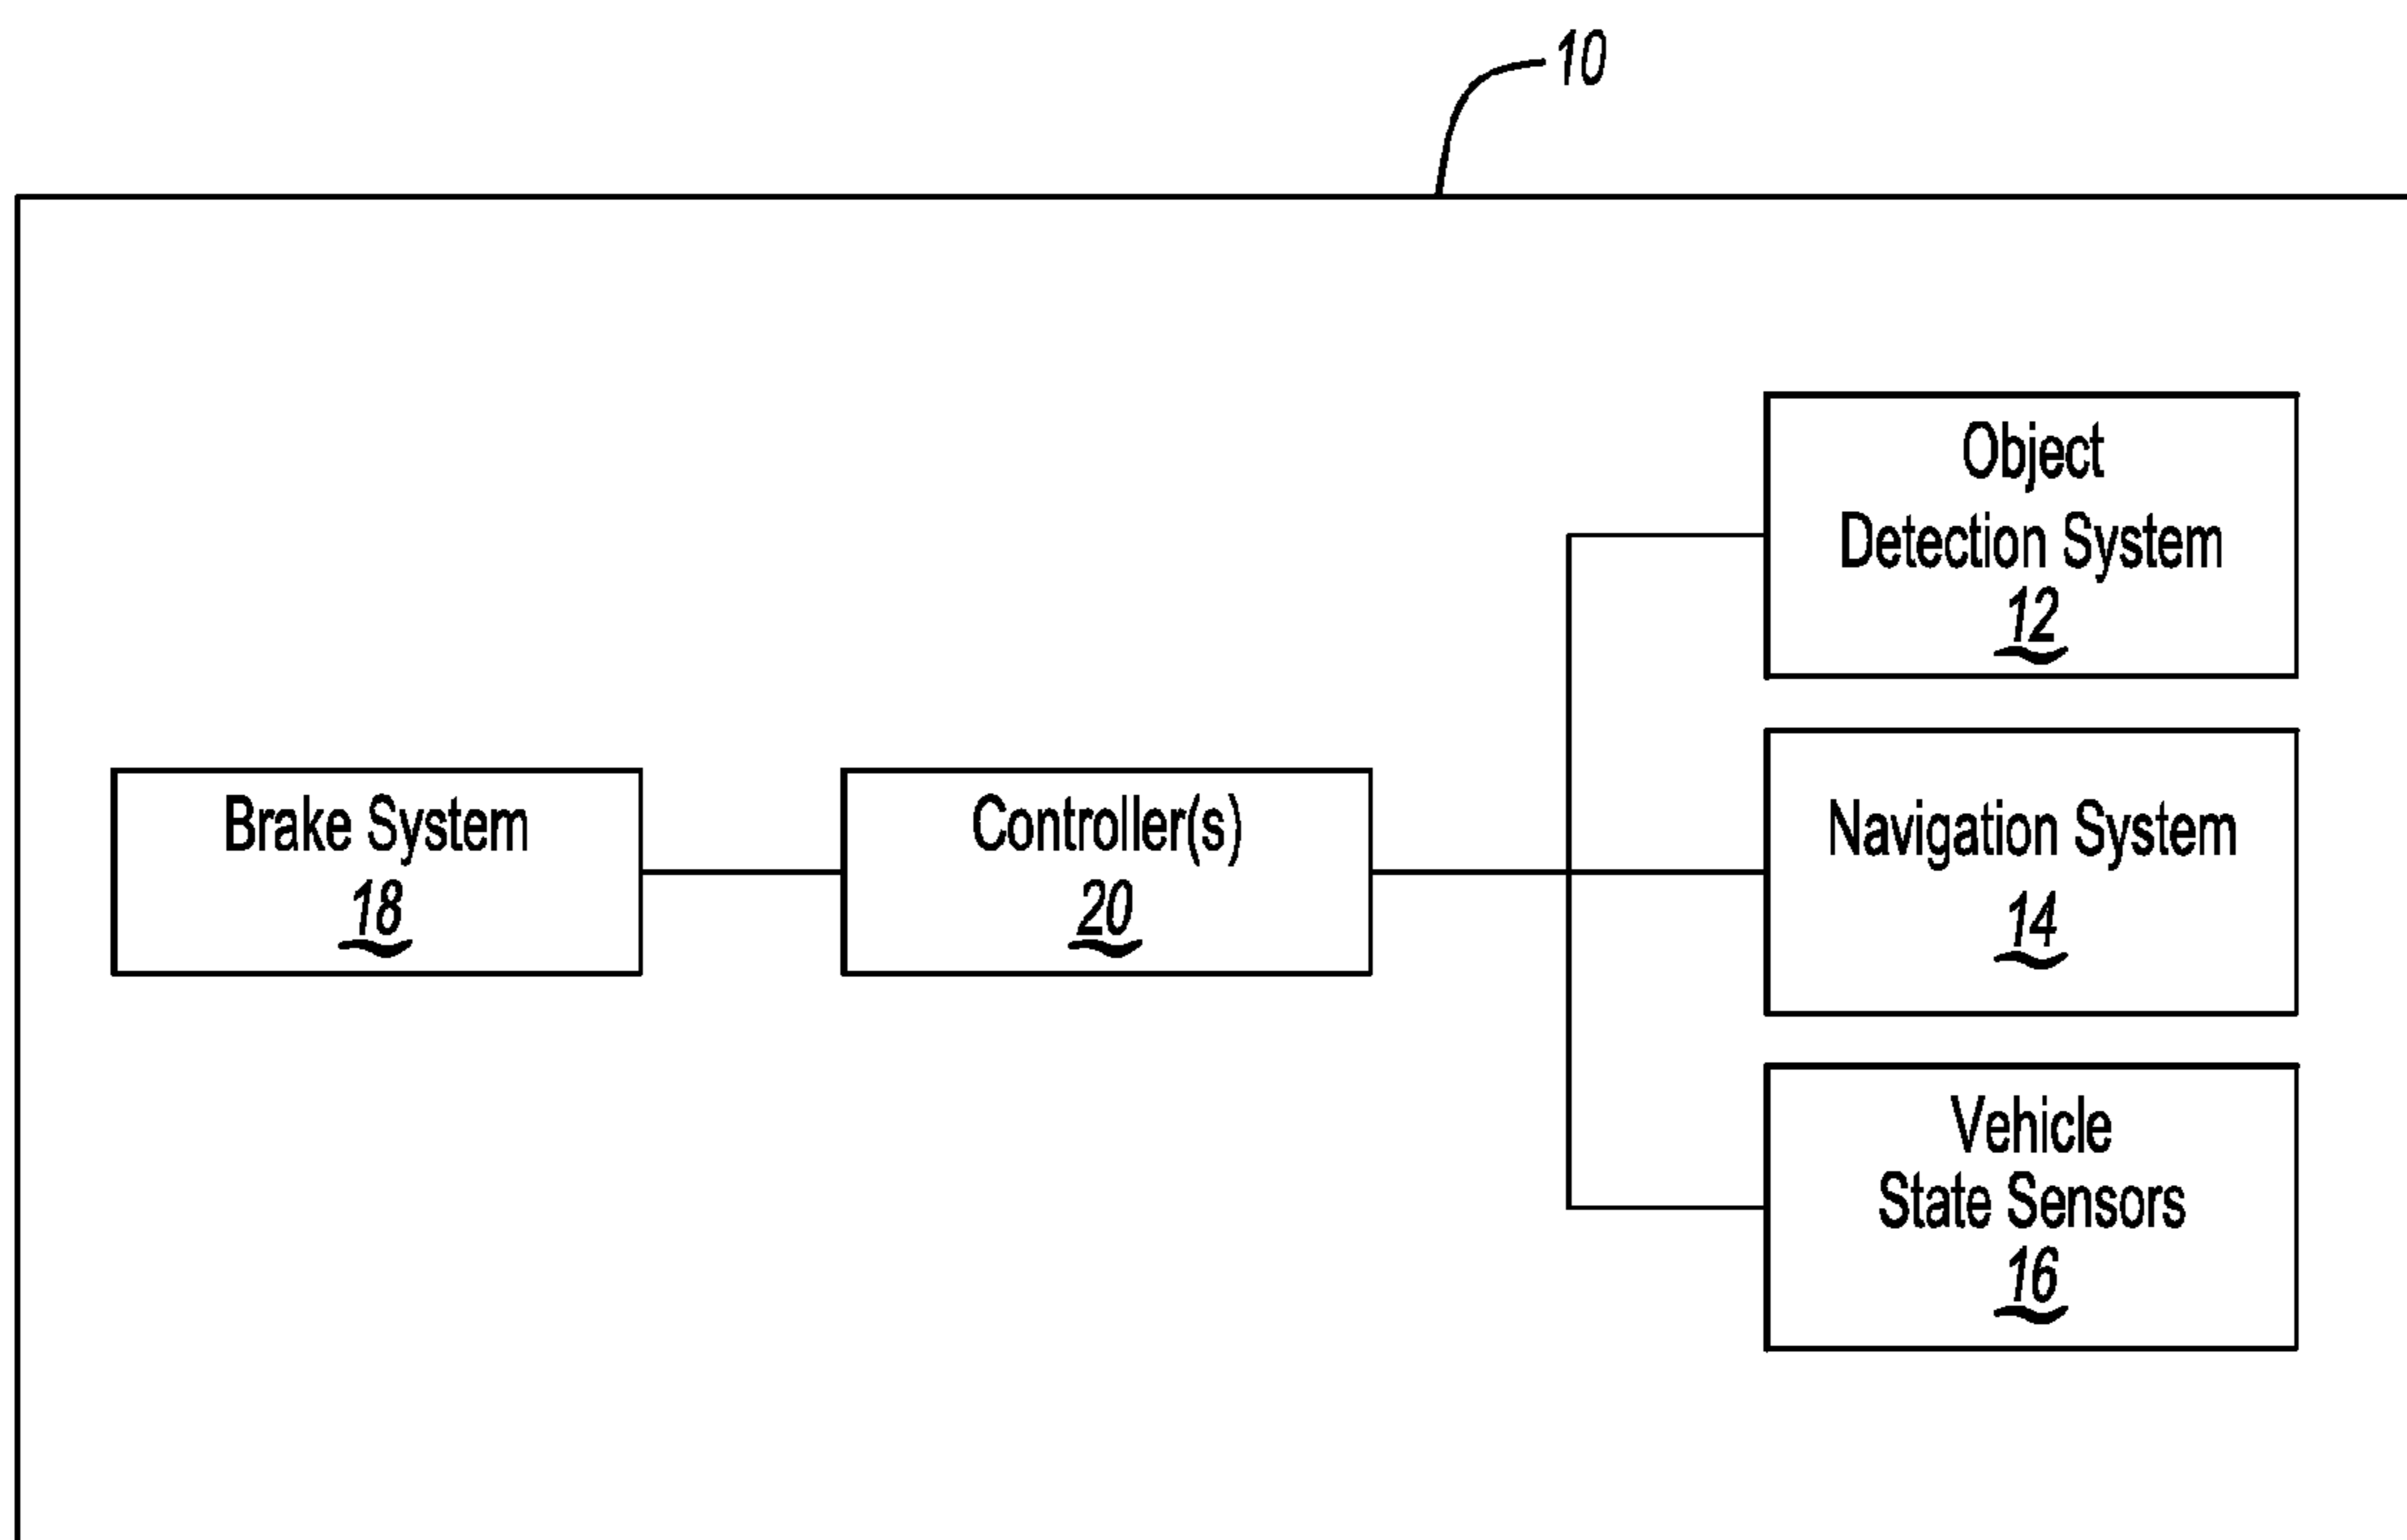 10
Object
Detection System
12
Brake System
18
Controller(s)
20
Navigation System
14
Vehicle
State Sensors
16